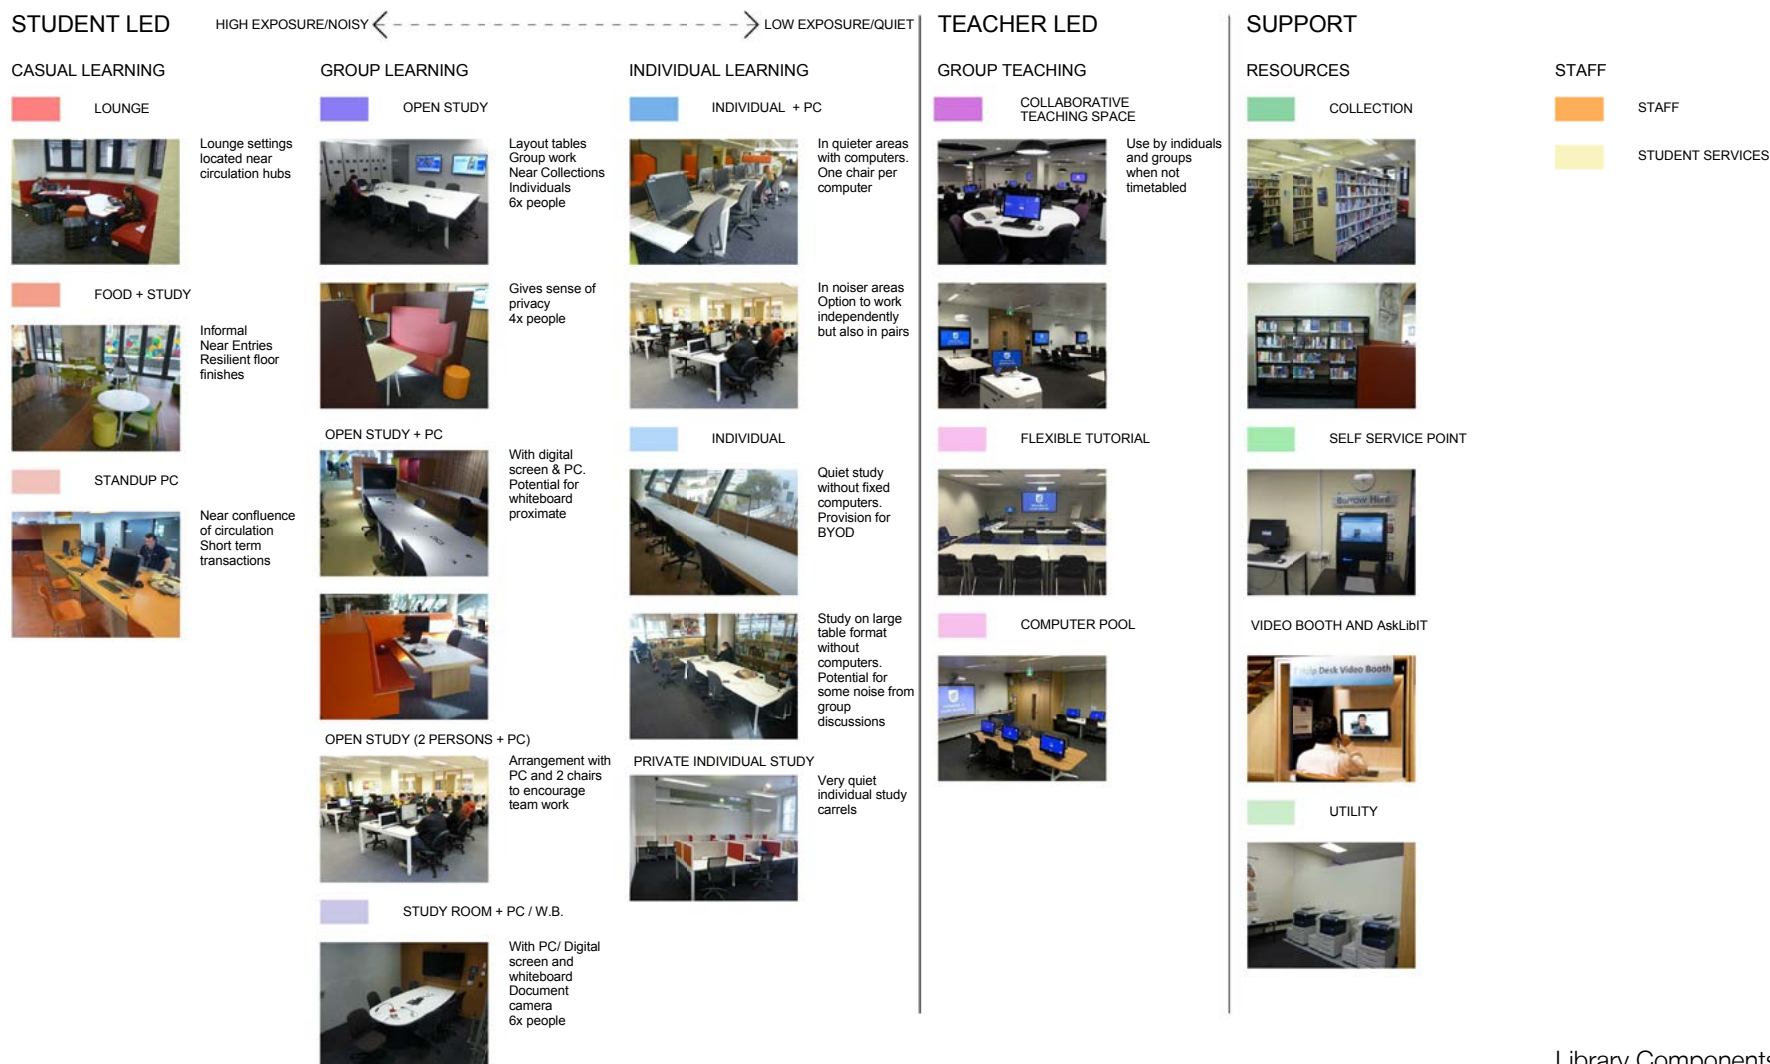 STUDENT LED
HIGH EXPOSURE/NOISY
LOW EXPOSURE/QUIET
CASUAL LEARNING
LOUNGE
Lounge settings
located near
circulation hubs
FOOD + STUDY
Informal
Near Entries
Resilient floor
finishes
STANDUP PC
Near confluence
of circulation
Short term
transactions
GROUP LEARNING
OPEN STUDY
Layout tables
Group work
Near Collections
Individuals
6x people
Gives sense of
privacy
4x people
OPEN STUDY + PC
With digital
screen & PC.
Potential for
whiteboard
proximate
OPEN STUDY (2 PERSONS + PC)
Arrangement with
PC and 2 chairs
to encourage
team work
STUDY ROOM + PC / W.B.
With PC/ Digital
screen and
whiteboard
Document
camera
6x people
INDIVIDUAL LEARNING
INDIVIDUAL + PC
In quieter areas
with computers.
One chair per
computer
In noiser areas
Option to work
independently
but also in pairs
INDIVIDUAL
Quiet study
without fixed
computers.
Provision for
BYOD
Study on large
table format
without
computers.
Potential for
some noise from
group
discussions
PRIVATE INDIVIDUAL STUDY
Very quiet
individual study
carrels
TEACHER LED
GROUP TEACHING
COLLABORATIVE
TEACHING SPACE
Use by indiduals
and groups
when not
timetabled
FLEXIBLE TUTORIAL
COMPUTER POOL
SUPPORT
RESOURCES
COLLECTION
SELF SERVICE POINT
Borrow Here
VIDEO BOOTH AND AskLibIT
Help Desk Video Booth
UTILITY
STAFF
STAFF
STUDENT SERVICES
Library Components